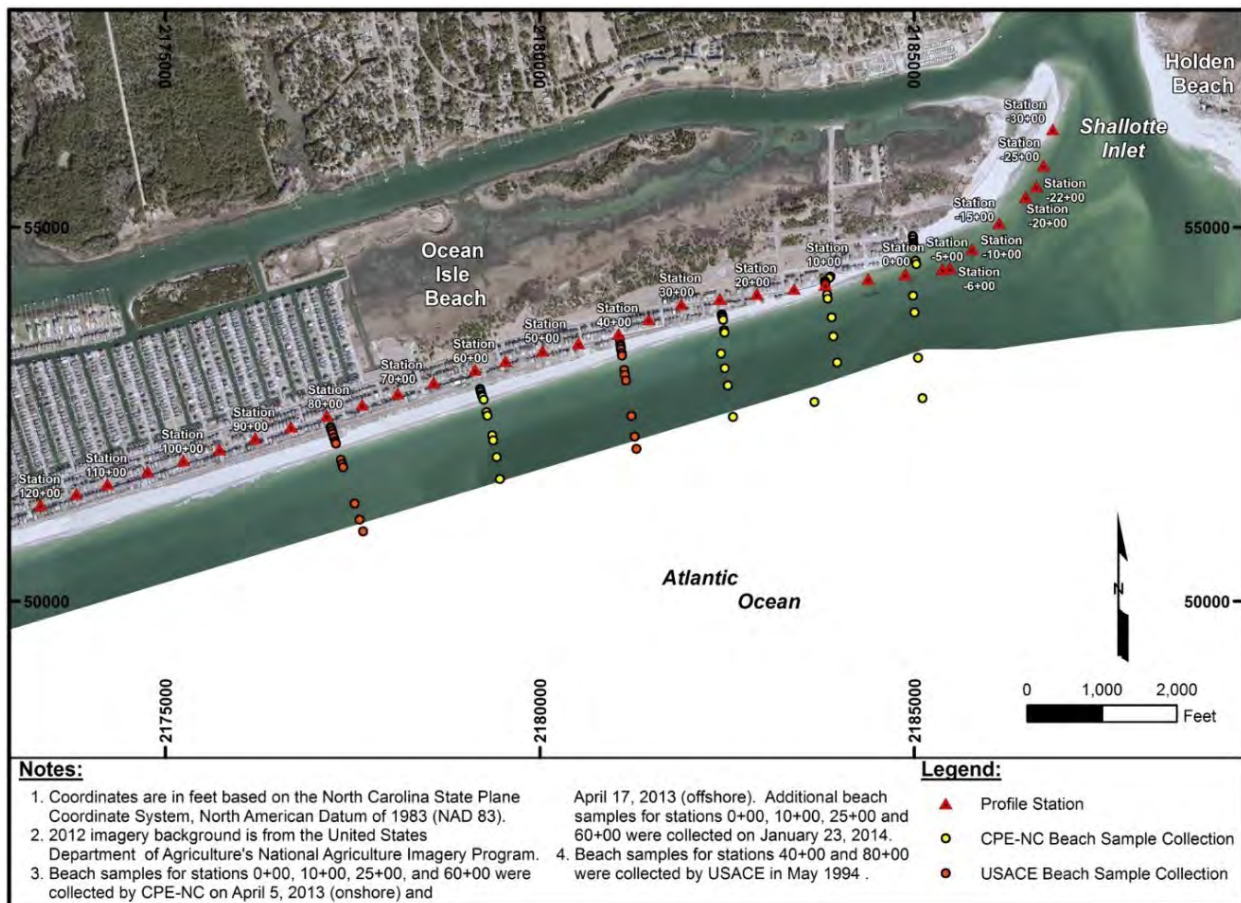 2175000
2180000
2185000
Holden
Beach
Station
-30+00
Shallotte
Inlet
Station
-25+00
Station
-22+00
Station
-20+00
Station
-15+00
55000
55000
Station
-10+00
Station
-5+00
Station
-6+00
Station
0+00
Station
10+00
Station
20+00
Station
30+00
Ocean
Isle
Beach
Station
40+00
Station
50+00
Station
60+00
Station
70+00
Station
80+00
Station
90+00
Station
100+00
Station
110+00
Station
120+00
Atlantic
Ocean
50000
50000
N
0 1,000 2,000
Feet
2175000
2180000
2185000
Notes:
1. Coordinates are in feet based on the North Carolina State Plane
Coordinate System, North American Datum of 1983 (NAD 83).
2. 2012 imagery background is from the United States
Department of Agriculture's National Agriculture Imagery Program.
3. Beach samples for stations 0+00, 10+00, 25+00, and 60+00 were
collected by CPE-NC on April 5, 2013 (onshore) and
April 17, 2013 (offshore). Additional beach
samples for stations 0+00, 10+00, 25+00 and
60+00 were collected on January 23, 2014.
4. Beach samples for stations 40+00 and 80+00
were collected by USACE in May 1994 .
Legend:
Profile Station
CPE-NC Beach Sample Collection
USACE Beach Sample Collection